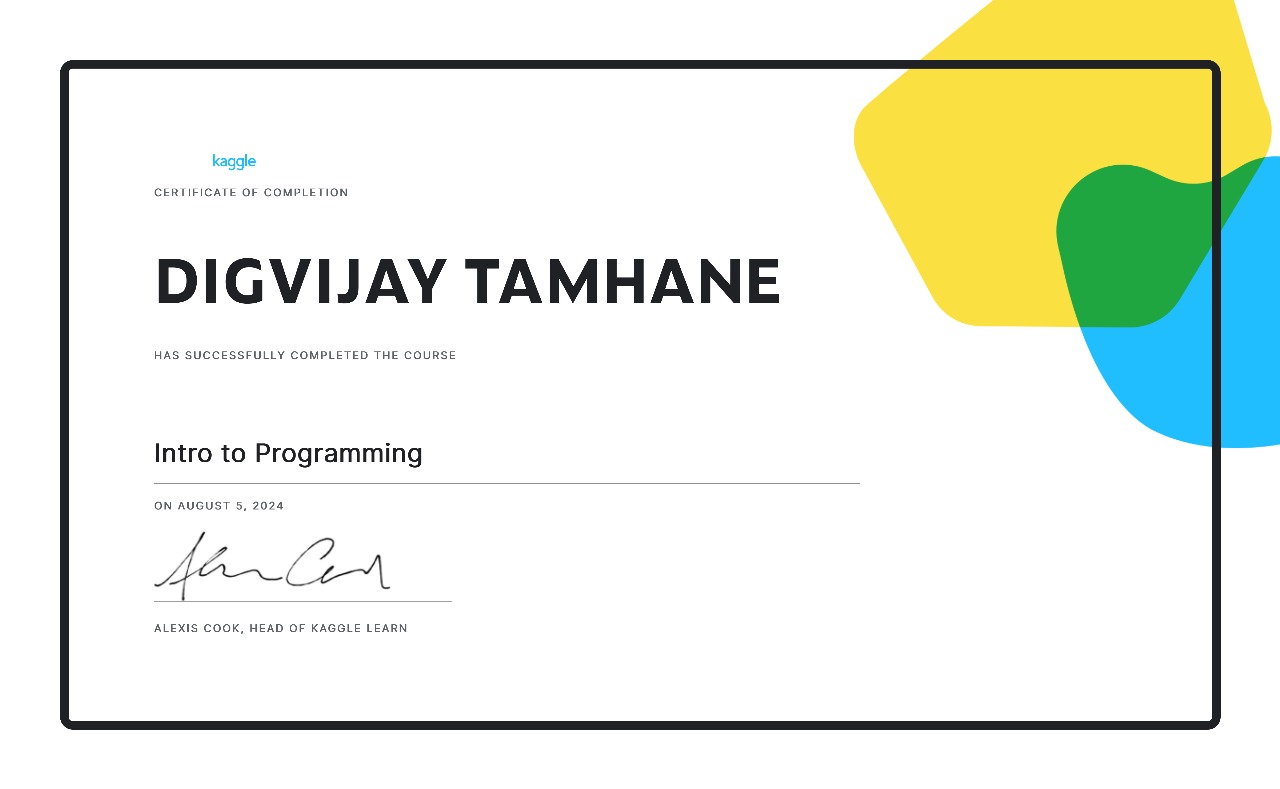 kaggle
CERTIFICATE OF COMPLETION
DIGVIJAY TAMHANE
HAS SUCCESSFULLY COMPLETED THE COURSE
Intro to Programming
ON AUGUST 5, 2024
Alexis Cook
ALEXIS COOK, HEAD OF KAGGLE LEARN